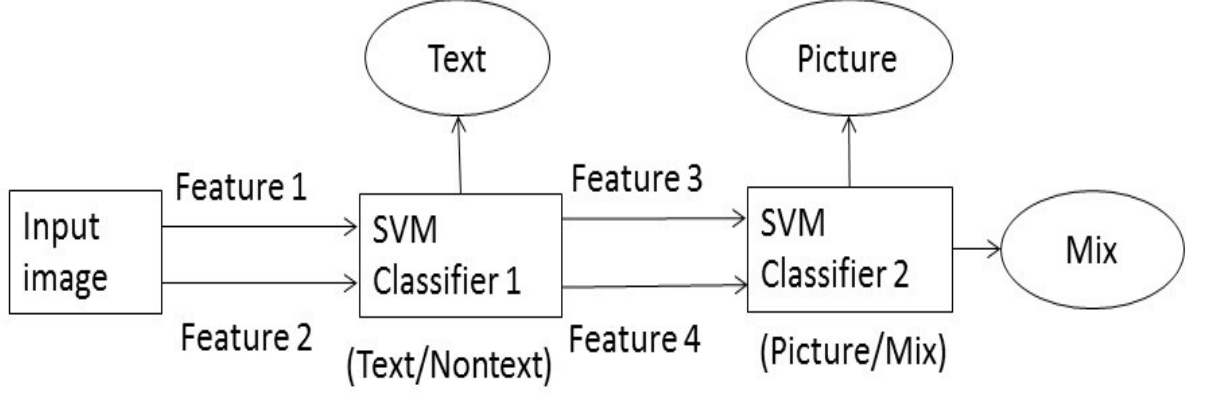 Text
Picture
Feature 1
Feature 3
Input
image
SVM
Classifier 1
SVM
Classifier 2
Mix
Feature 2
(Text/Nontext)
Feature 4
(Picture/Mix)